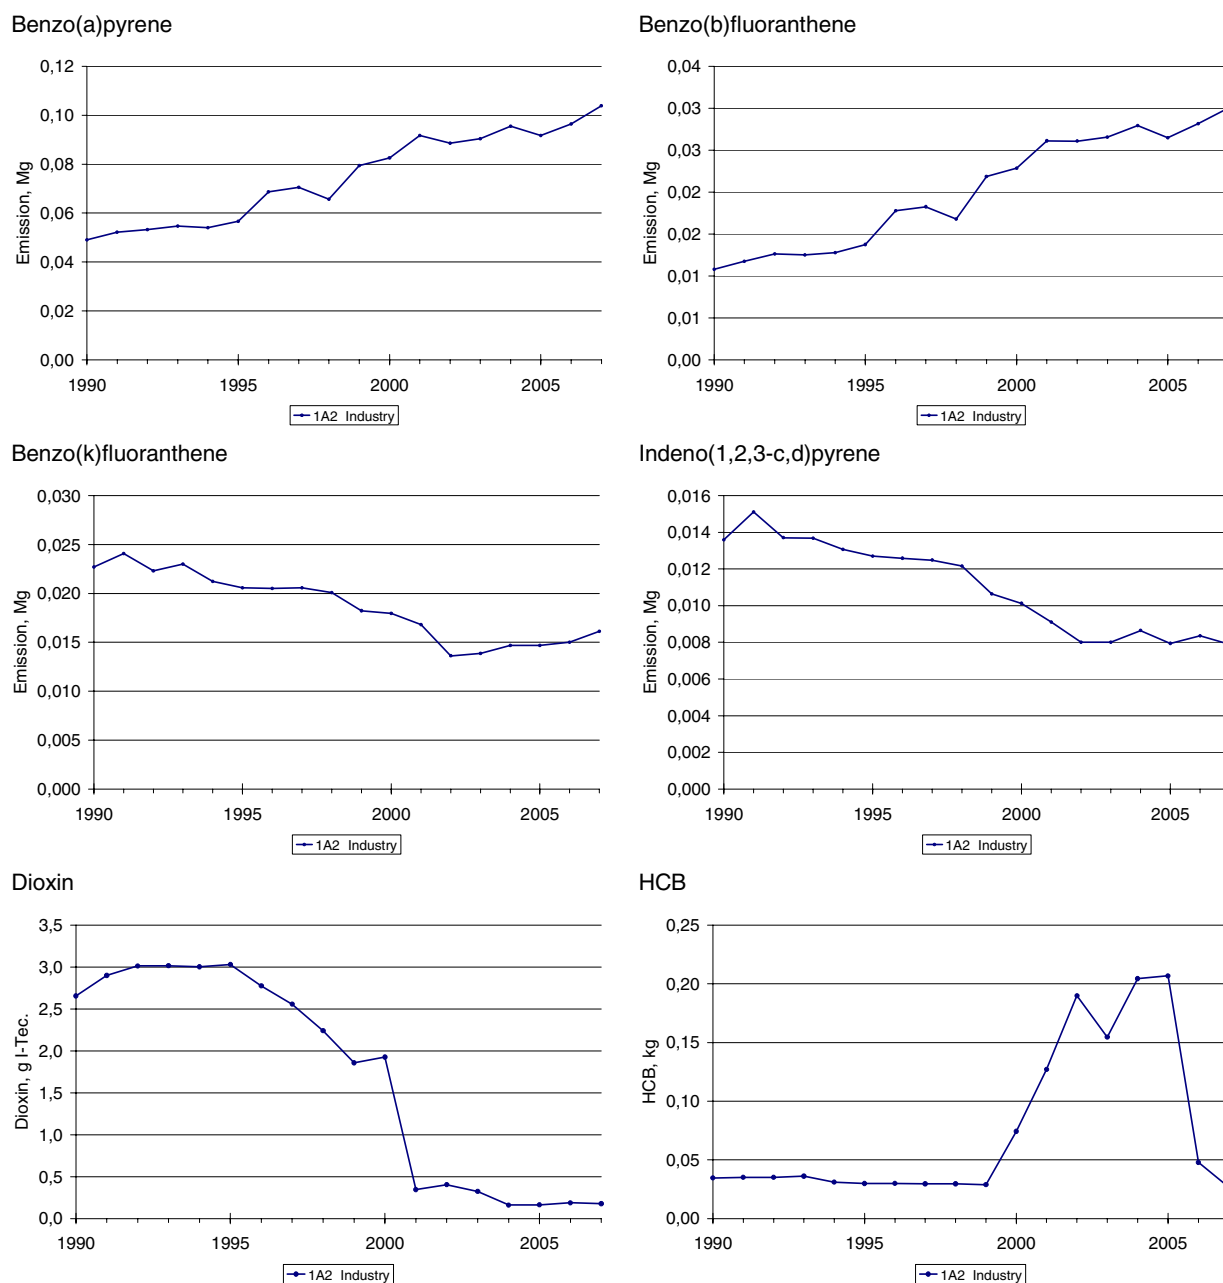 Benzo(a)pyrene
0,12
0,10
0,08
0,06
0,04
0,02
0,00
Emission, Mg
1990 1995 2000 2005
1A2 Industry
Benzo(b)fluoranthene
0,04
0,03
0,03
0,02
0,02
0,01
0,01
0,00
Emission, Mg
1990 1995 2000 2005
1A2 Industry
Benzo(k)fluoranthene
0,030
0,025
0,020
0,015
0,010
0,005
0,000
Emission, Mg
1990 1995 2000 2005
1A2 Industry
Indeno(1,2,3-c,d)pyrene
0,016
0,014
0,012
0,010
0,008
0,006
0,004
0,002
0,000
Emission, Mg
1990 1995 2000 2005
1A2 Industry
Dioxin
3,5
3,0
2,5
2,0
1,5
1,0
0,5
0,0
Dioxin, g I-Tec.
1990 1995 2000 2005
1A2 Industry
HCB
0,25
0,20
0,15
0,10
0,05
0,00
HCB, kg
1990 1995 2000 2005
1A2 Industry